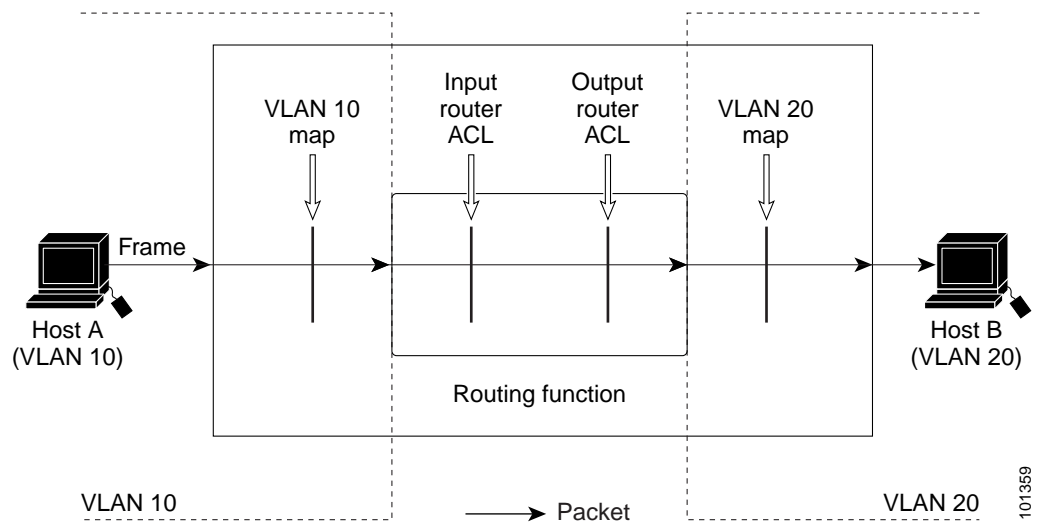 VLAN 10
map
Input
router
ACL
Output
router
ACL
VLAN 20
map
Frame
Host A
(VLAN 10)
Host B
(VLAN 20)
Routing function
VLAN 10
Packet
VLAN 20
101359